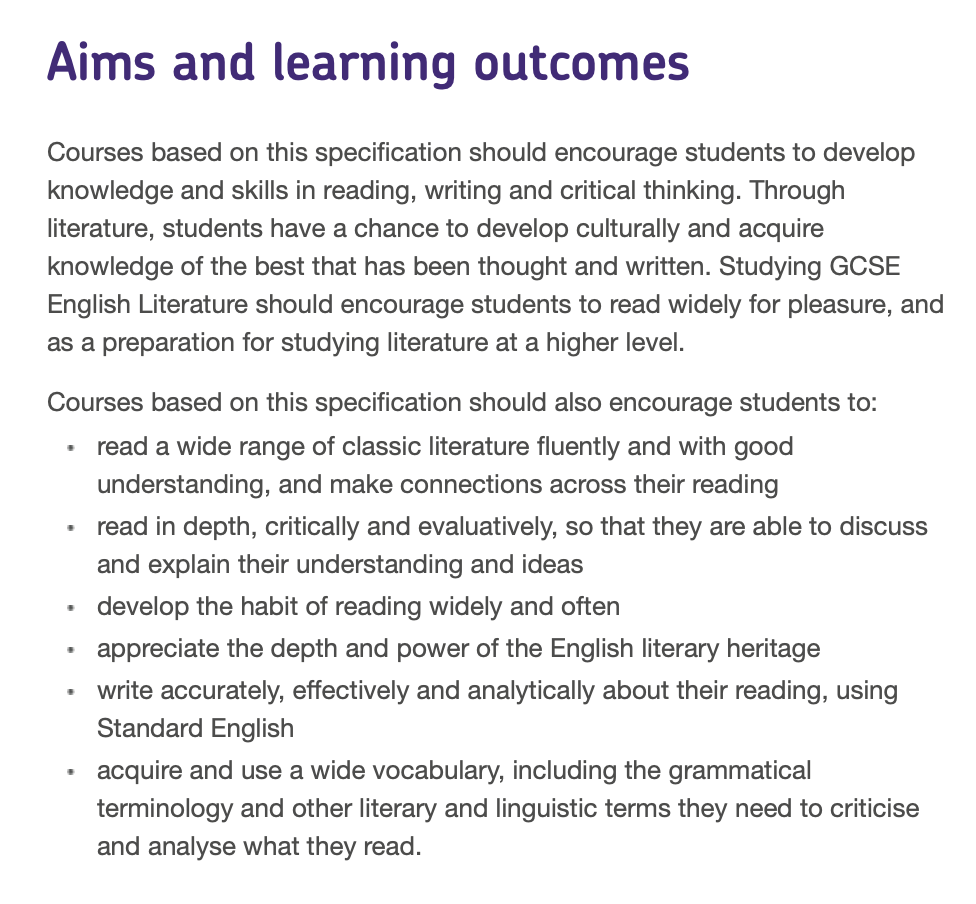 Aims and learning outcomes
Courses based on this specification should encourage students to develop
knowledge and skills in reading, writing and critical thinking. Through
literature, students have a chance to develop culturally and acquire
knowledge of the best that has been thought and written. Studying GCSE
English Literature should encourage students to read widely for pleasure, and
as a preparation for studying literature at a higher level.
Courses based on this specification should also encourage students to:
• read a wide range of classic literature fluently and with good
understanding, and make connections across their reading
• read in depth, critically and evaluatively, so that they are able to discuss
and explain their understanding and ideas
• develop the habit of reading widely and often
• appreciate the depth and power of the English literary heritage
• write accurately, effectively and analytically about their reading, using
Standard English
• acquire and use a wide vocabulary, including the grammatical
terminology and other literary and linguistic terms they need to criticise
and analyse what they read.